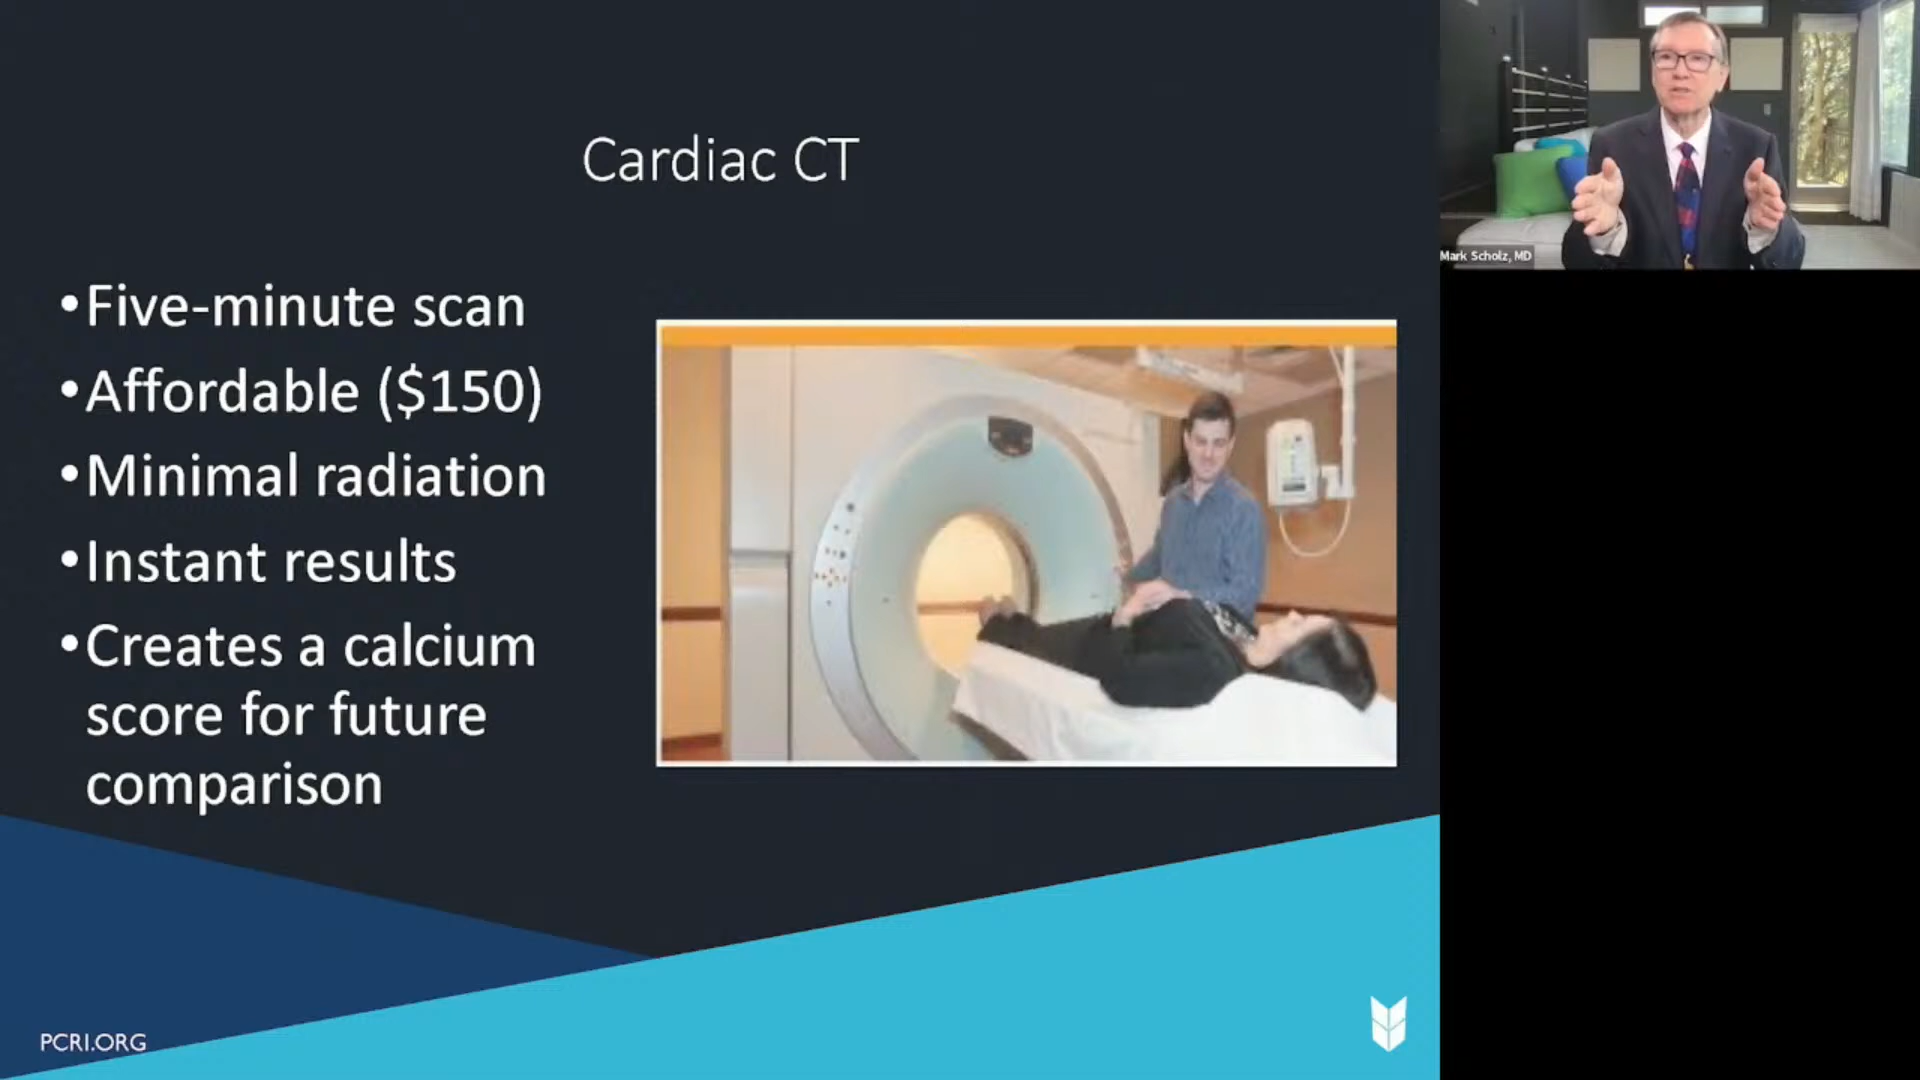 Cardiac CT
•Five-minute scan
•Affordable ($150)
•Minimal radiation
•Instant results
•Creates a calcium
score for future
comparison
PCRI.ORG
Mark Scholz, MD